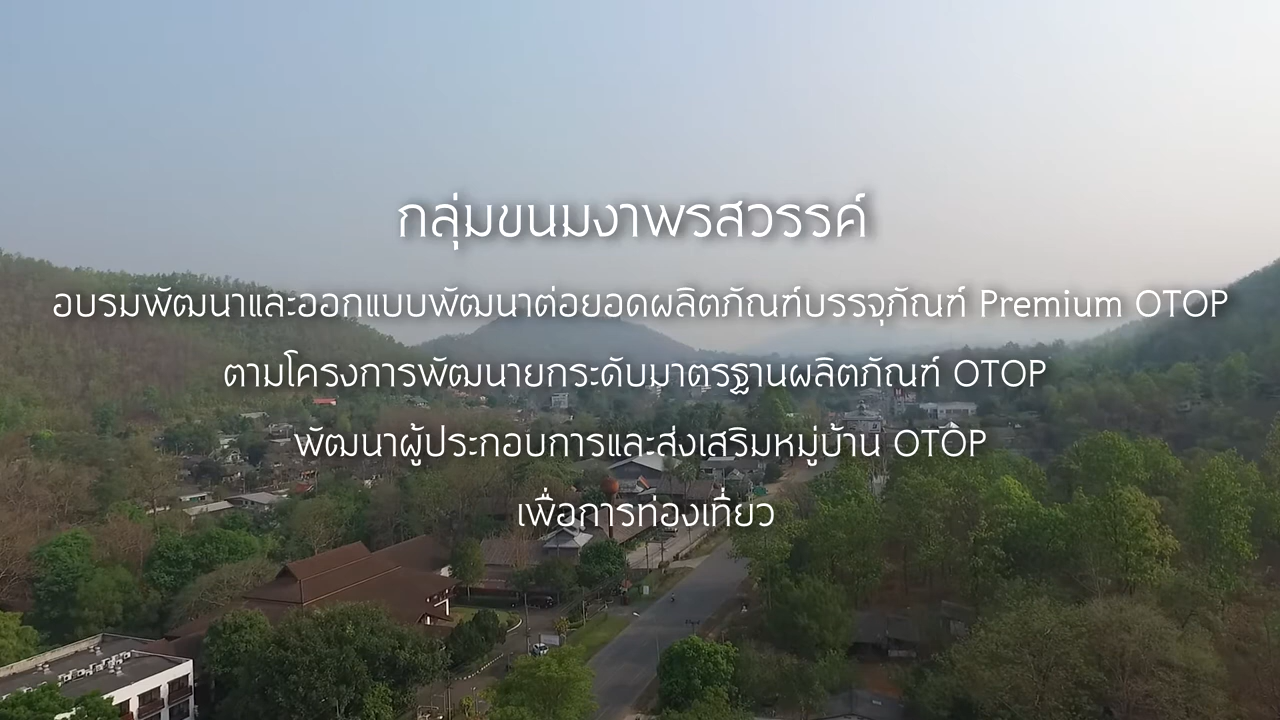 กลุ่มขนมงาพรสวรรค์
อบรมพัฒนาและออกแบบพัฒนาต่อยอดผลิตภัณฑ์บรรจุภัณฑ์ Premium OTOP
ตามโครงการพัฒนายกระดับมาตรฐานผลิตภัณฑ์ OTOP
พัฒนาผู้ประกอบการและส่งเสริมหมู่บ้าน OTOP
เพื่อการท่องเที่ยว